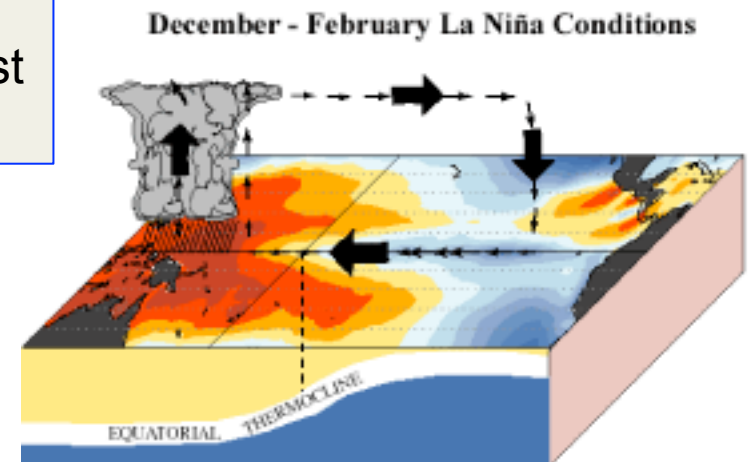 st
December - February La Niña Conditions
EQUATORIAL THERMOCLINE